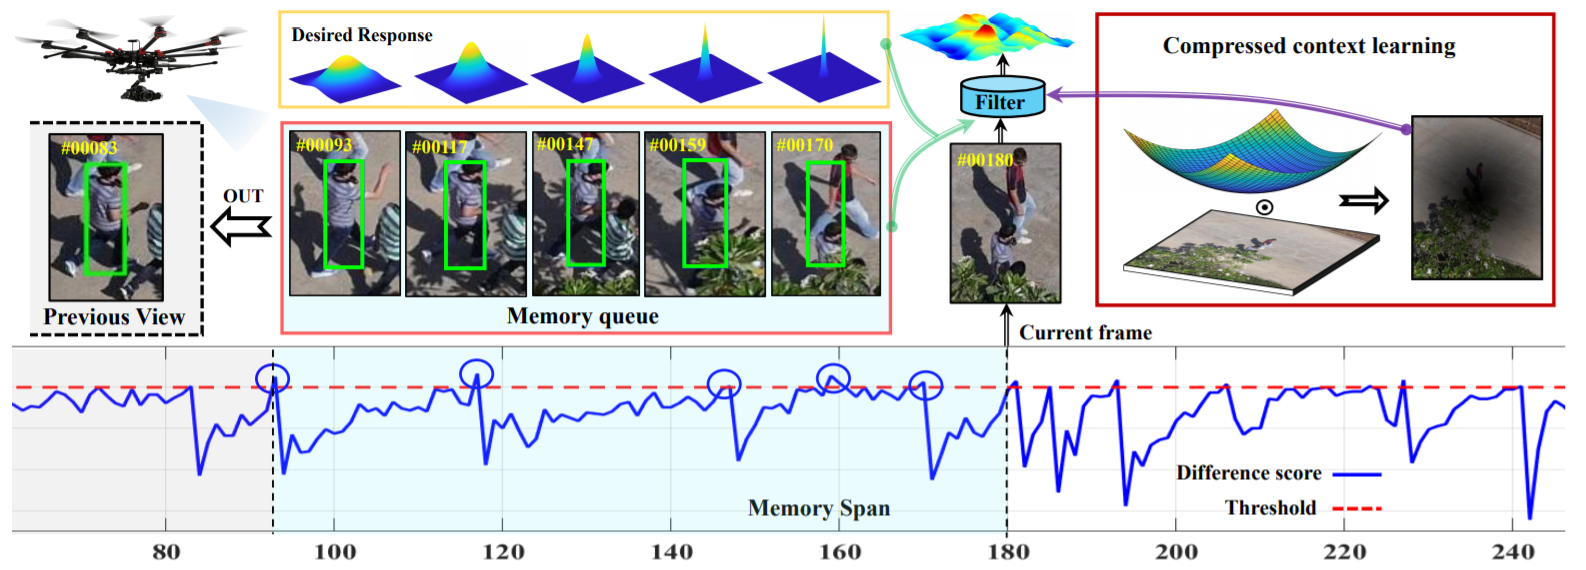 Desired Response
Compressed context learning
Filter
#00083
#00093
#00117
#00147
#00159
#00170
#00180
OUT
Previous View
Memory queue
Current frame
Difference score
Threshold
Memory Span
80
100
120
140
160
180
200
220
240